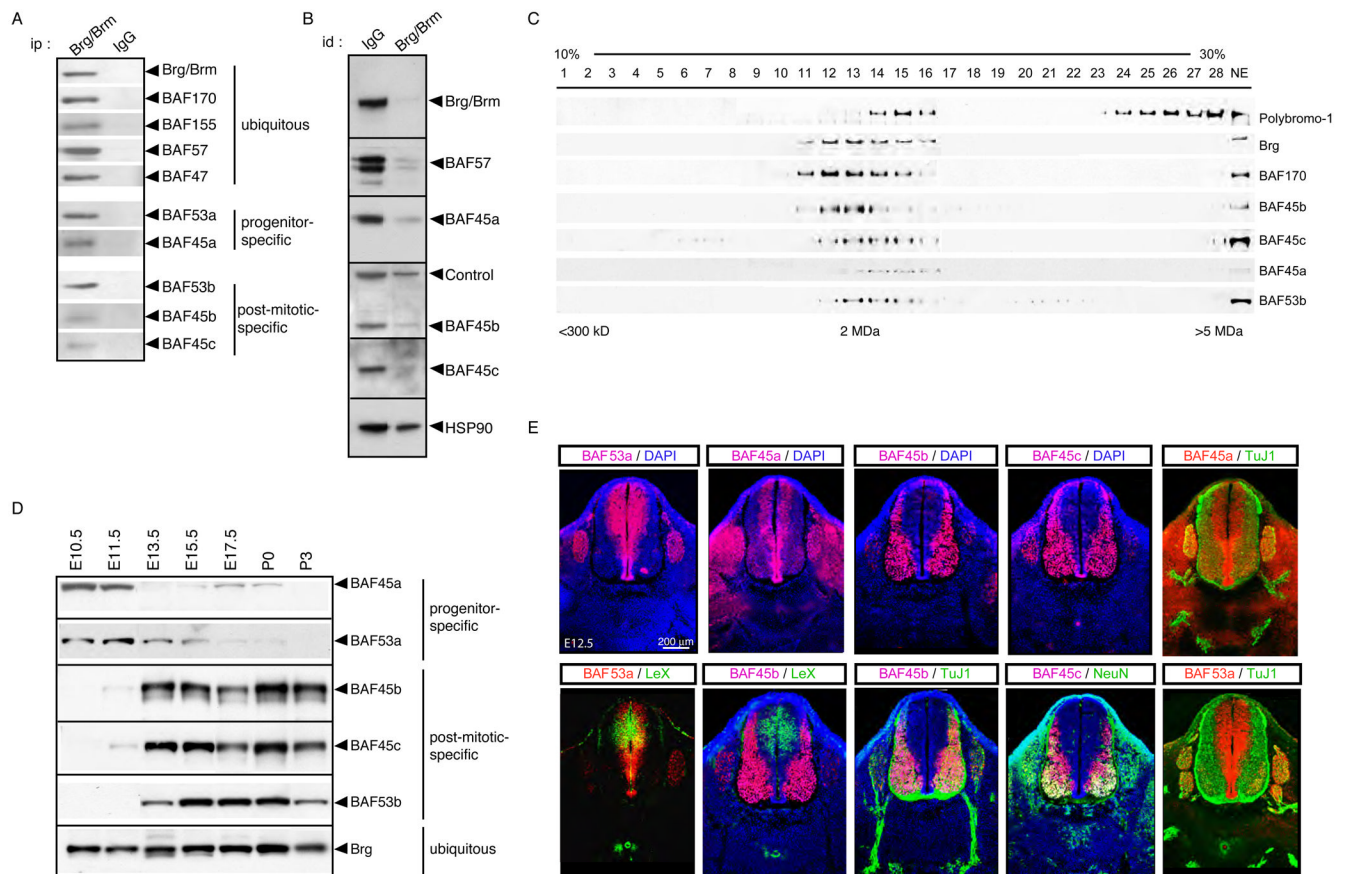 A
ip :
Brg/Brm
IgG
Brg/Brm
BAF170
BAF155
BAF57
BAF47
ubiquitous
BAF53a
BAF45a
progenitor-
specific
BAF53b
BAF45b
BAF45c
post-mitotic-
specific
B
id :
IgG
Brg/Brm
Brg/Brm
BAF57
BAF45a
Control
BAF45b
BAF45c
HSP90
C
10% 30%
1 2 3 4 5 6 7 8 9 10 11 12 13 14 15 16 17 18 19 20 21 22 23 24 25 26 27 28 NE
Polybromo-1
Brg
BAF170
BAF45b
BAF45c
BAF45a
BAF53b
<300 kD 2 MDa >5 MDa
D
E10.5 E11.5 E13.5 E15.5 E17.5 P0 P3
BAF45a
BAF53a
progenitor-
specific
BAF45b
BAF45c
BAF53b
post-mitotic-
specific
Brg
ubiquitous
E
BAF53a / DAPI
BAF45a / DAPI
BAF45b / DAPI
BAF45c / DAPI
BAF45a / TuJ1
E12.5
200 µm
BAF53a / LeX
BAF45b / LeX
BAF45b / TuJ1
BAF45c / NeuN
BAF53a / TuJ1